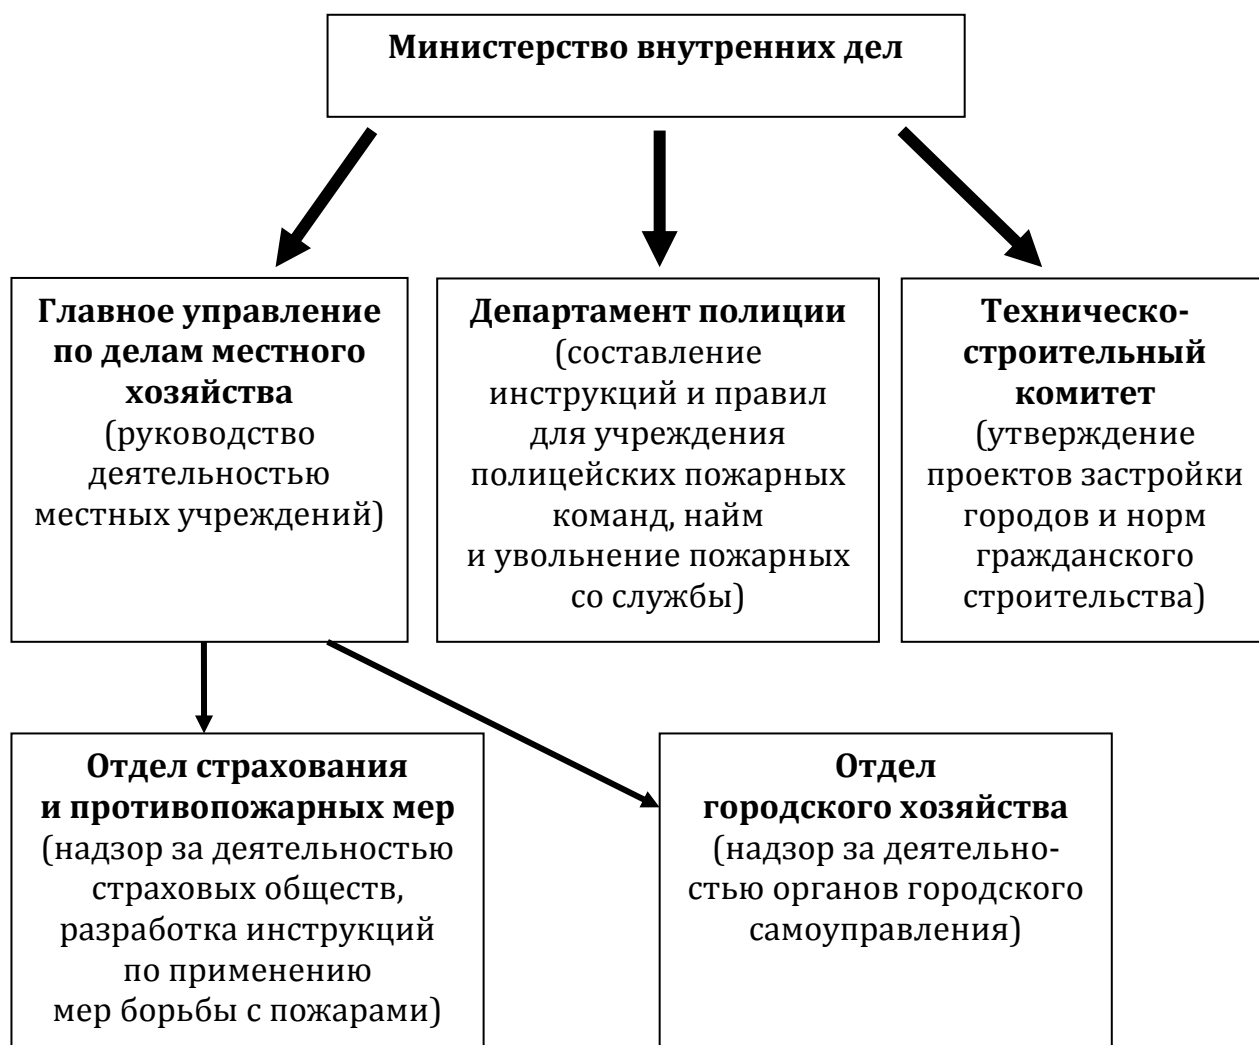 Министерство внутренних дел
Главное управление
по делам местного
хозяйства
(руководство
деятельностью
местных учреждений)
Департамент полиции
(составление
инструкций и правил
для учреждения
полицейских пожарных
команд, найм
и увольнение пожарных
со службы)
Техническо-
строительный
комитет
(утверждение
проектов застройки
городов и норм
гражданского
строительства)
Отдел страхования
и противопожарных мер
(надзор за деятельностью
страховых обществ,
разработка инструкций
по применению
мер борьбы с пожарами)
Отдел
городского хозяйства
(надзор за деятельно-
стью органов городского
самоуправления)